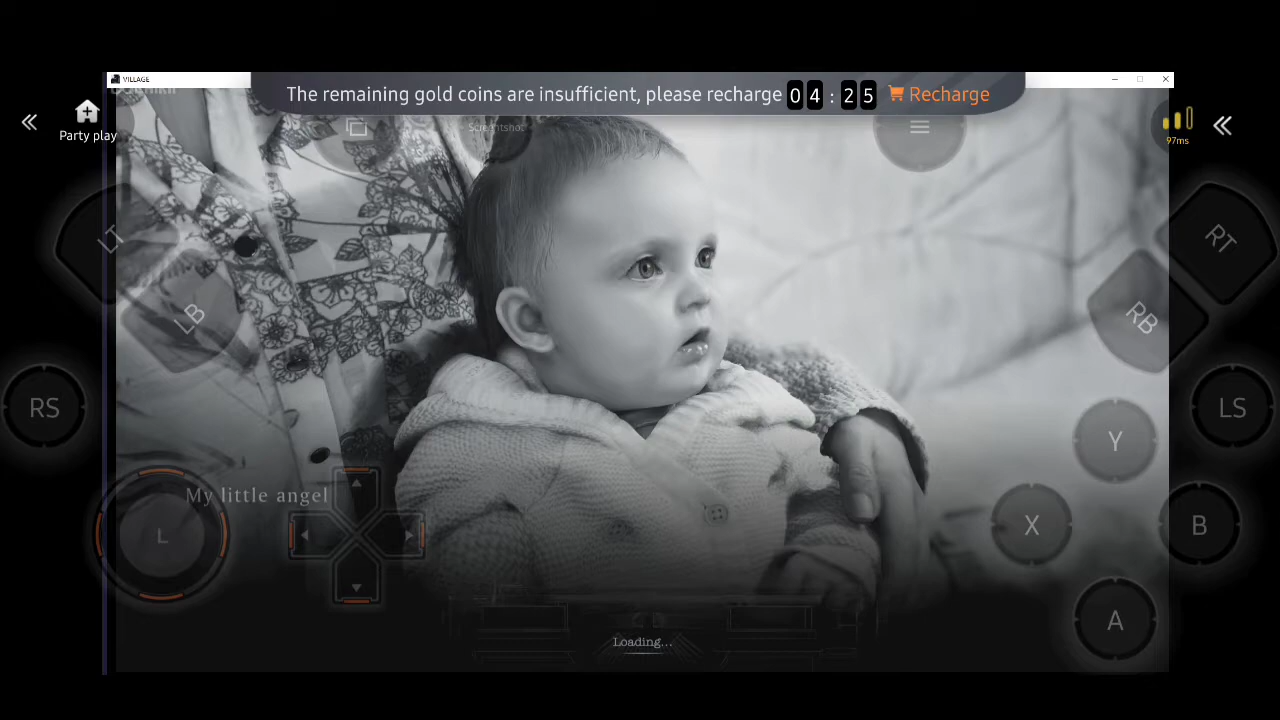 VILLAGE
The remaining gold coins are insufficient, please recharge 04:25 Recharge
Party play
Screenshot
97ms
LT
RT
LB
RB
RS
LS
Y
My little angel
L
X
B
A
Loading...